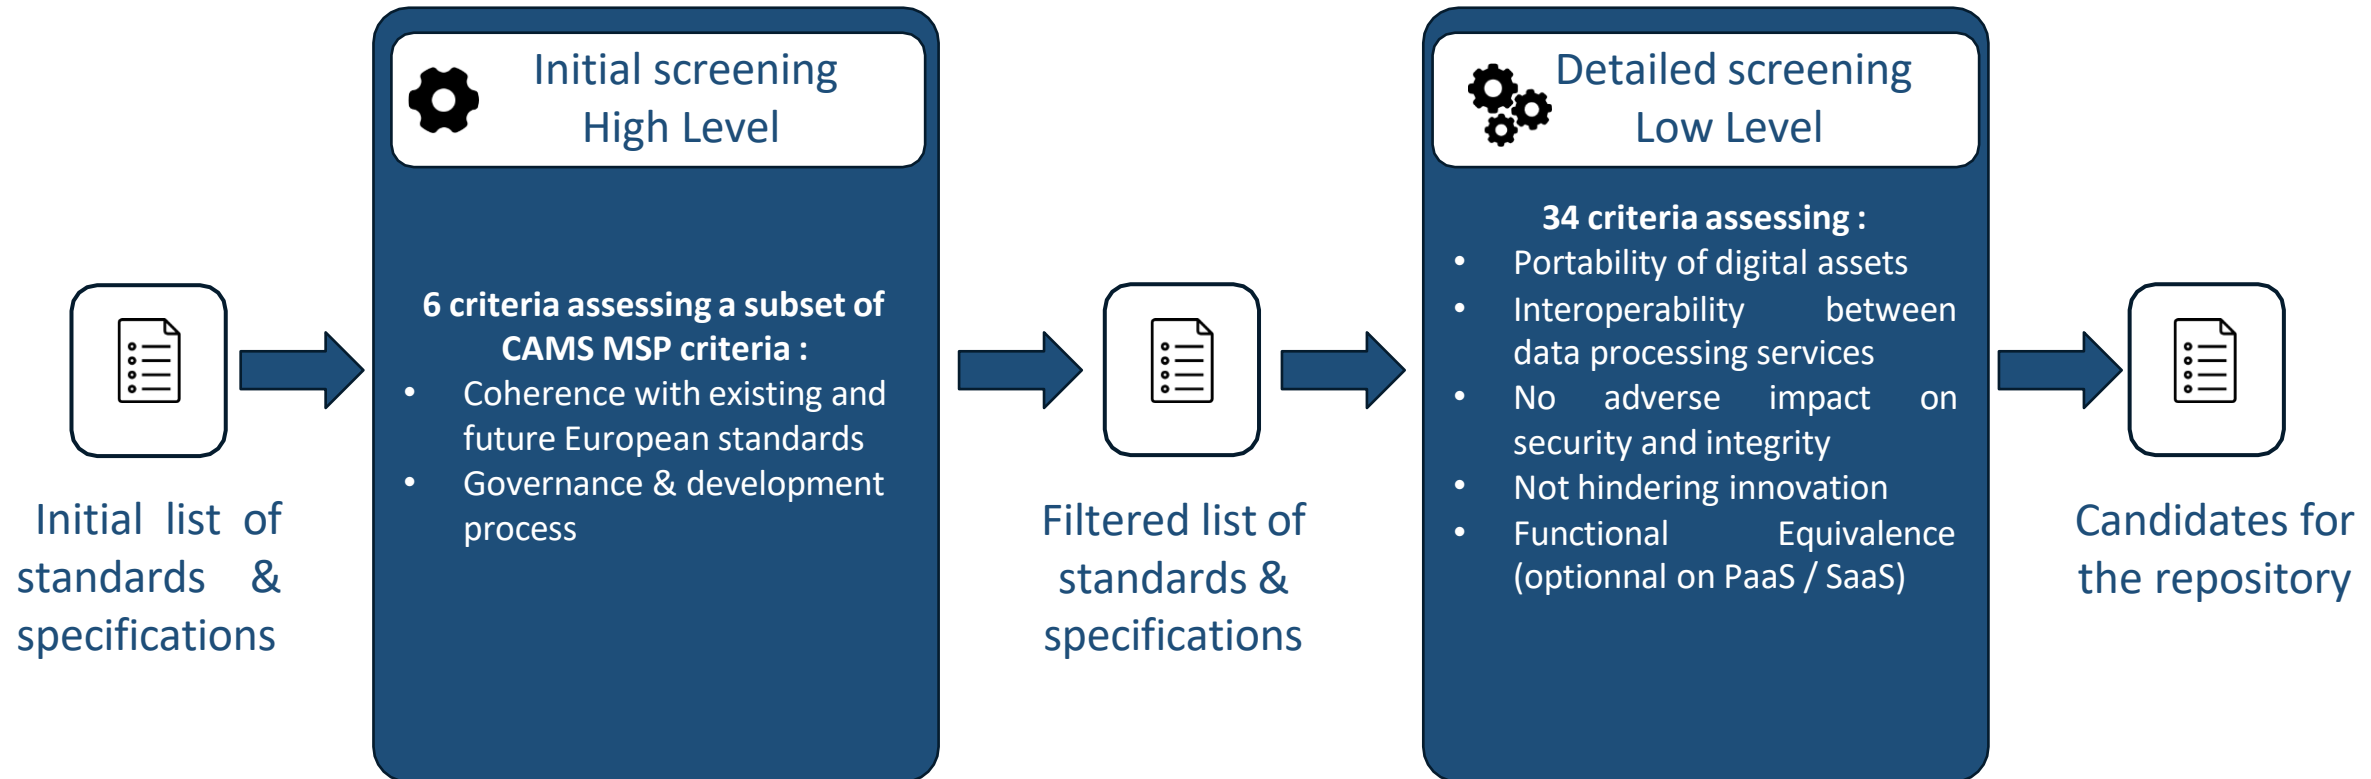 Initial list of
standards &
specifications
Initial screening
High Level
6 criteria assessing a subset of
CAMS MSP criteria :
• Coherence with existing and
future European standards
• Governance & development
process
Filtered list of
standards &
specifications
Detailed screening
Low Level
34 criteria assessing :
• Portability of digital assets
• Interoperability between
data processing services
• No adverse impact on
security and integrity
• Not hindering innovation
• Functional Equivalence
(optionnal on PaaS / SaaS)
Candidates for
the repository